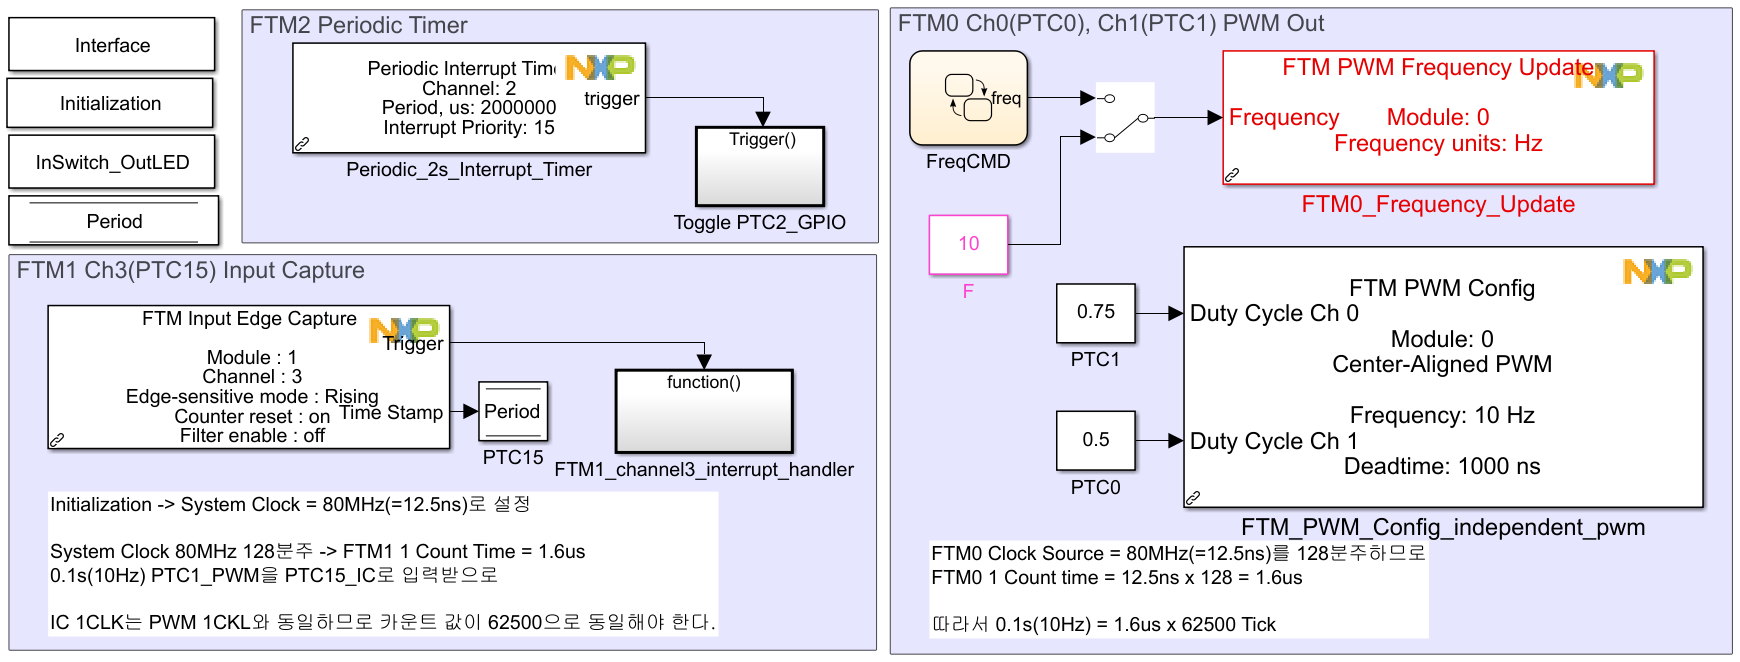 Interface
Initialization
InSwitch_OutLED
Period
FTM2 Periodic Timer
Periodic Interrupt Time
Channel: 2
Period, us: 2000000
Interrupt Priority: 15
NXP
trigger
Periodic_2s_Interrupt_Timer
Trigger()
Toggle PTC2_GPIO
FTM1 Ch3(PTC15) Input Capture
FTM Input Edge Capture
NXP
Trigger
Module : 1
Channel : 3
Edge-sensitive mode : Rising
Counter reset : on
Filter enable : off
Time Stamp
Period
PTC15
function()
FTM1_channel3_interrupt_handler
Initialization -> System Clock = 80MHz(=12.5ns)로 설정
System Clock 80MHz 128분주 -> FTM1 1 Count Time = 1.6us
0.1s(10Hz) PTC1_PWM을 PTC15_IC로 입력받으로
IC 1CLK는 PWM 1CKL와 동일하므로 카운트 값이 62500으로 동일해야 한다.
FTM0 Ch0(PTC0), Ch1(PTC1) PWM Out
freq
FreqCMD
10
F
FTM PWM Frequency Update
NXP
Frequency
Module: 0
Frequency units: Hz
FTM0_Frequency_Update
0.75
PTC1
0.5
PTC0
NXP
FTM PWM Config
Duty Cycle Ch 0
Module: 0
Center-Aligned PWM
Frequency: 10 Hz
Duty Cycle Ch 1
Deadtime: 1000 ns
FTM_PWM_Config_independent_pwm
FTM0 Clock Source = 80MHz(=12.5ns)를 128분주하므로
FTM0 1 Count time = 12.5ns x 128 = 1.6us
따라서 0.1s(10Hz) = 1.6us x 62500 Tick